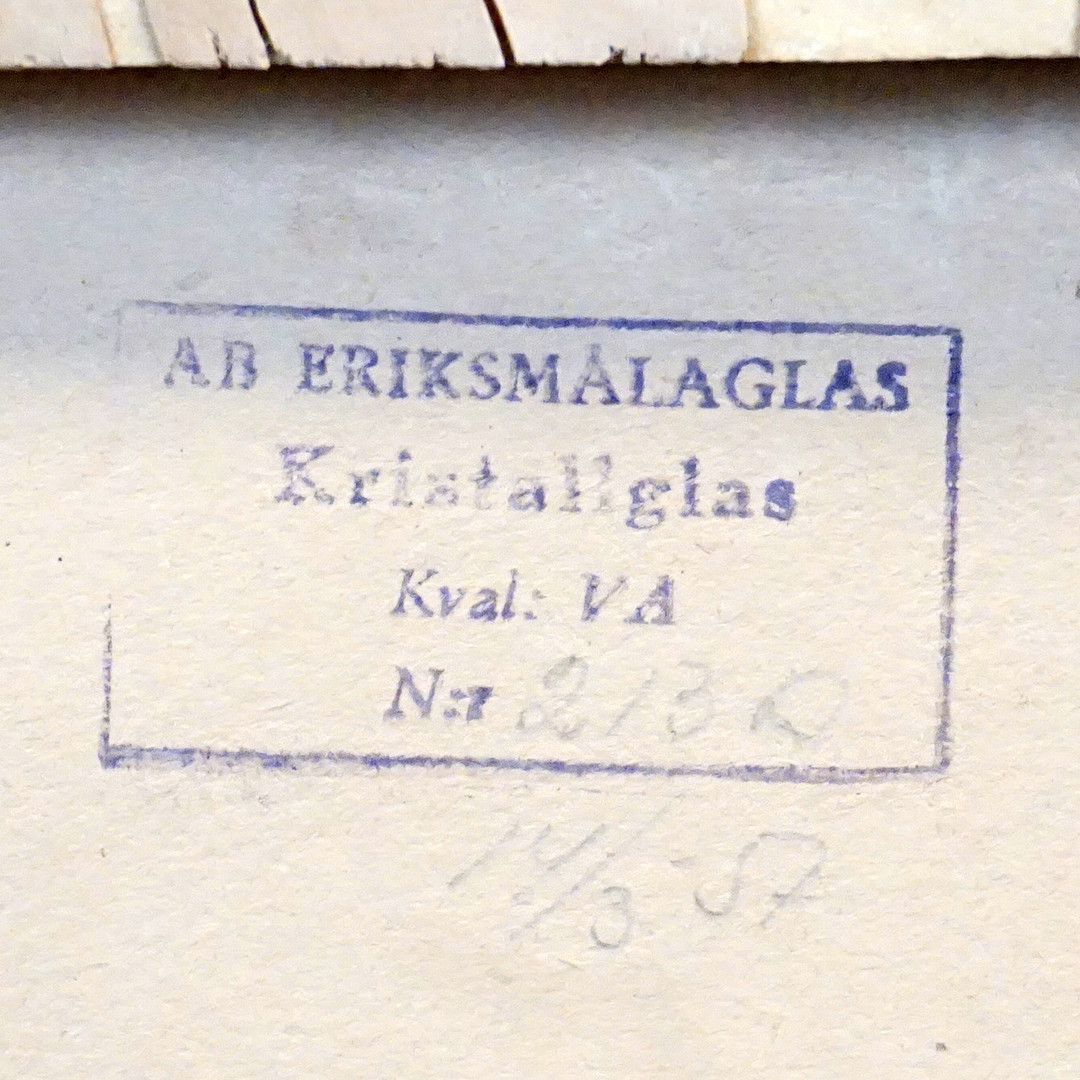 AB ERIKSMÅLAGLAS
Kristallglas
Kval: VA
N:r 2130
14/3 -57